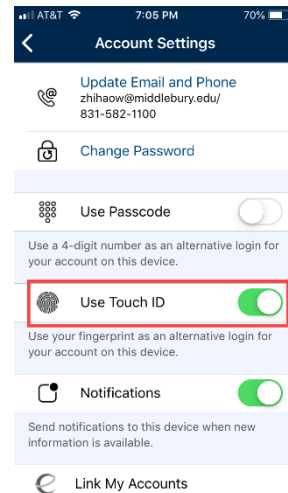 AT&T 7:05 PM 70%
Account Settings
Update Email and Phone
zhihaow@middlebury.edu/
831-582-1100
Change Password
Use Passcode
Use a 4-digit number as an alternative login for
your account on this device.
Use Touch ID
Use your fingerprint as an alternative login for
your account on this device.
Notifications
Send notifications to this device when new
information is available.
Link My Accounts